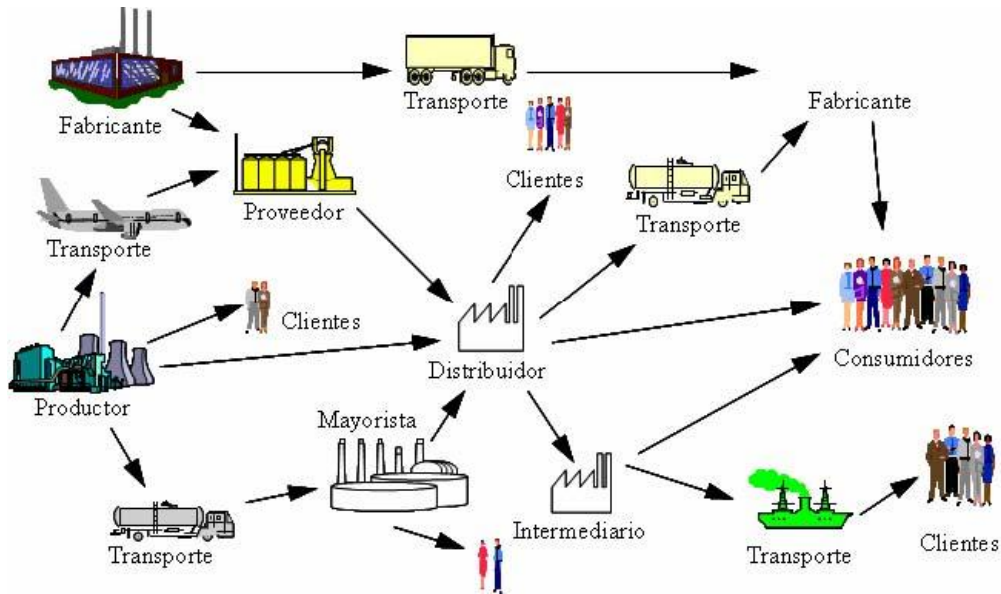 Transporte
Fabricante
Fabricante
Clientes
Proveedor
Transporte
Transporte
Clientes
Distribuidor
Consumidores
Productor
Mayorista
Intermediario
Transporte
Transporte
Clientes